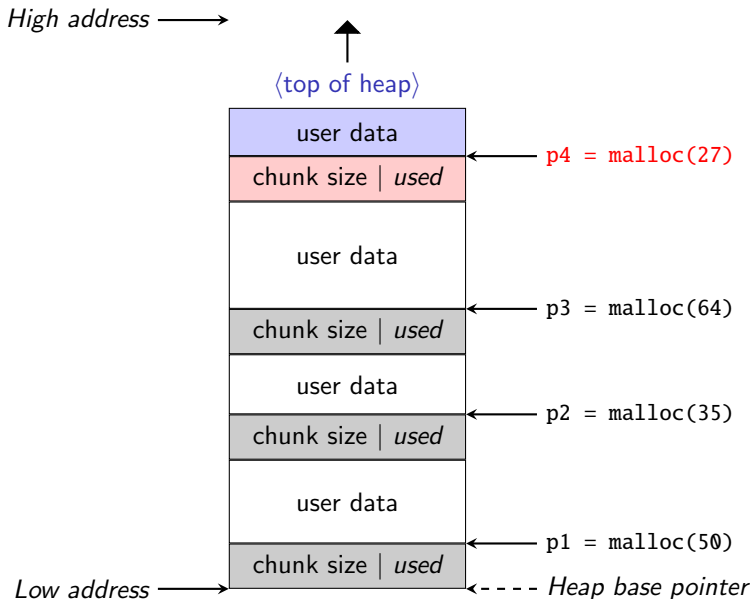 High address
⟨top of heap⟩
user data
p4 = malloc(27)
chunk size | used
user data
p3 = malloc(64)
chunk size | used
user data
p2 = malloc(35)
chunk size | used
user data
p1 = malloc(50)
chunk size | used
Low address
Heap base pointer